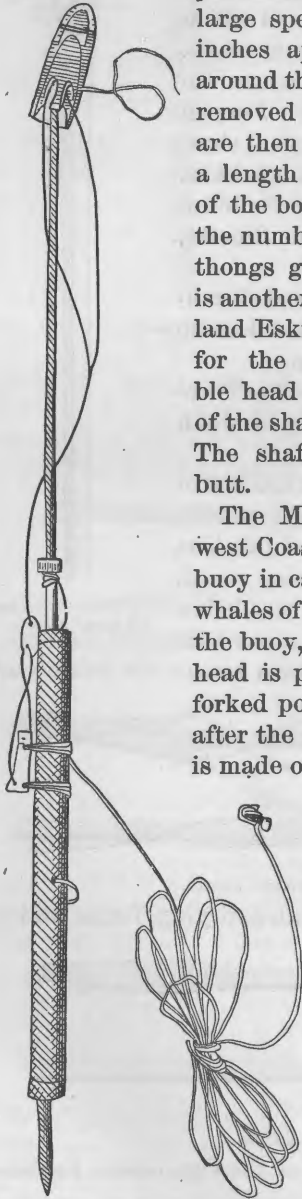 large spe
inches a
around th
removed
are then
a length
of the bo
the numb
thongs g
is another
land Esk
for the
ble head
of the sha
The shaf
butt.
The M
west Coa
buoy in ca
whales of
the buoy,
head is p
forked po
after the
is made o